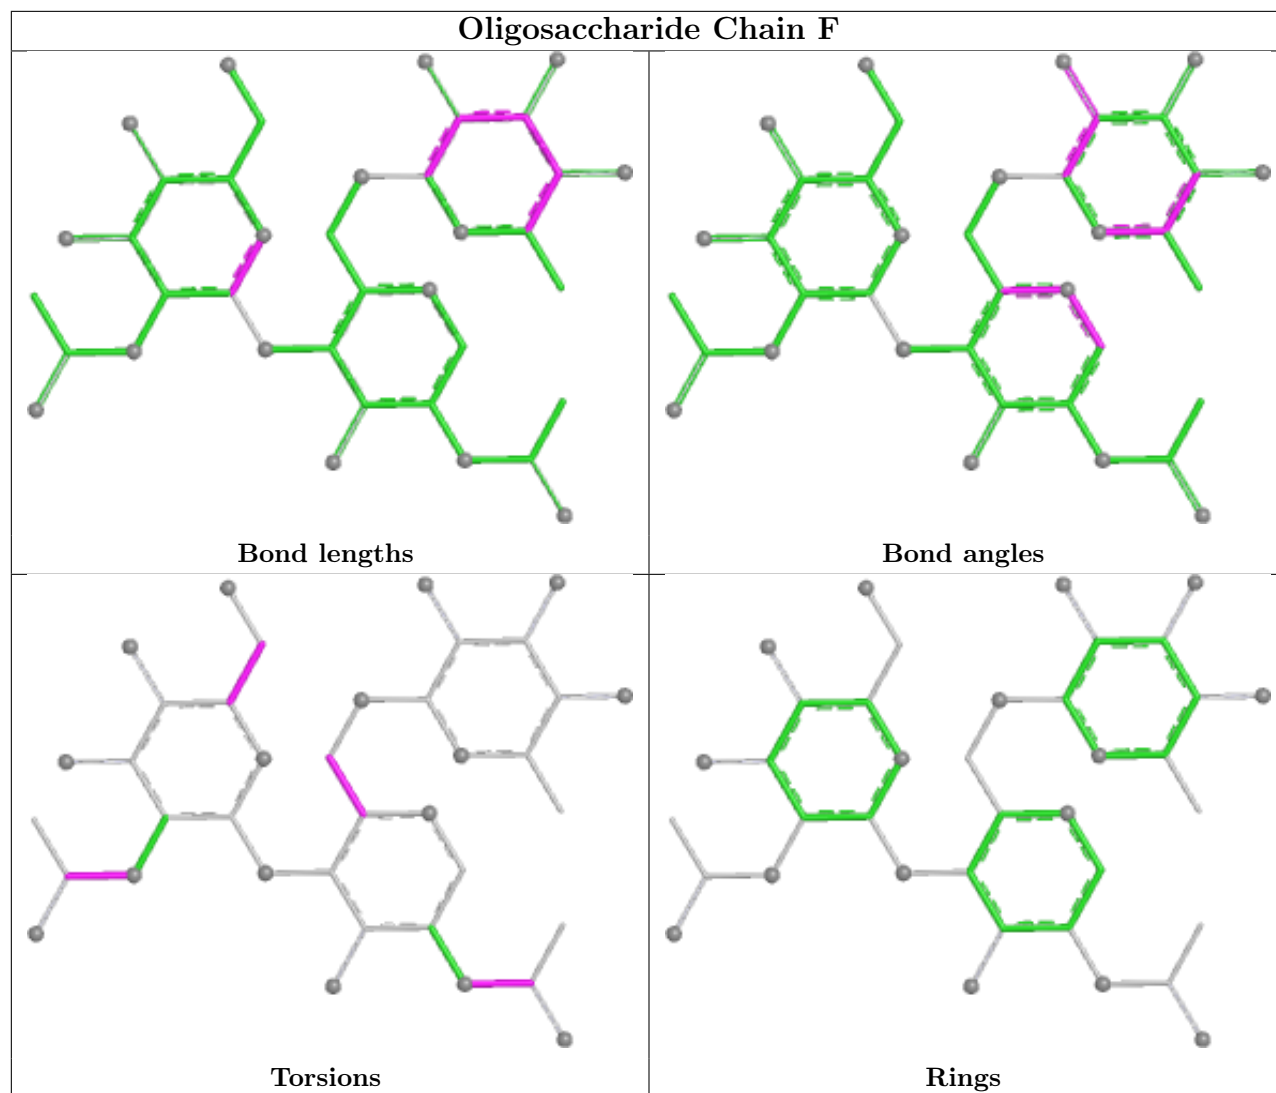 Oligosaccharide Chain F
Bond lengths
Bond angles
Torsions
Rings